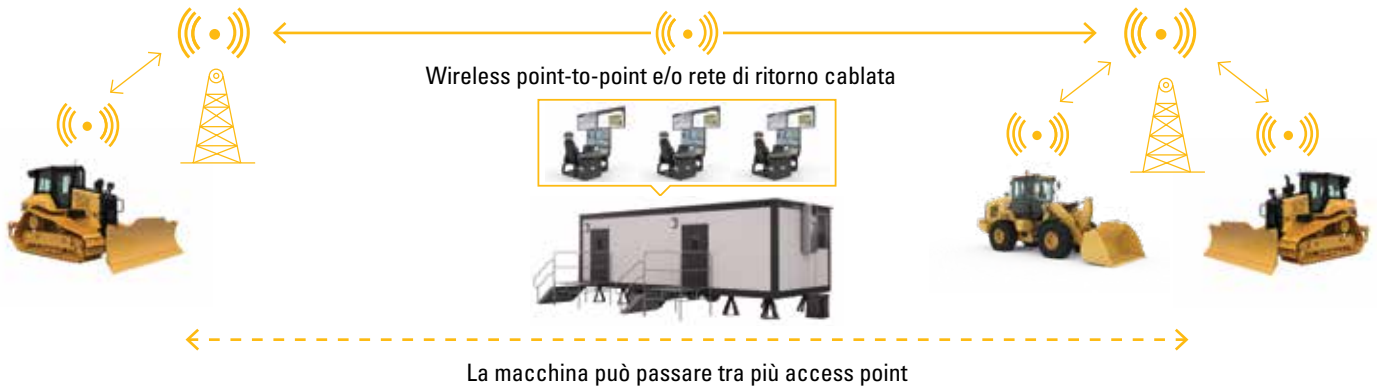 Wireless point-to-point e/o rete di ritorno cablata
La macchina può passare tra più access point